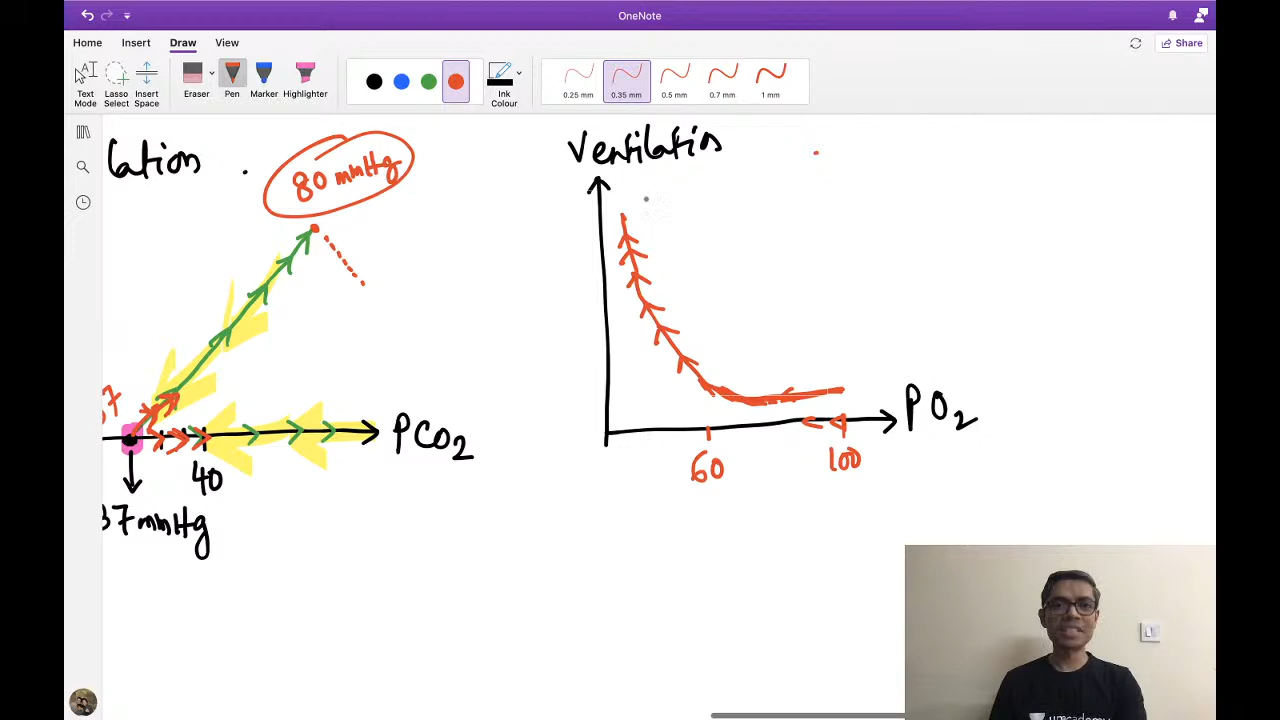 OneNote
Home Insert Draw View
Share
Text Mode
Lasso Select
Insert Space
Eraser
Pen
Marker
Highlighter
Ink Colour
0.25 mm
0.35 mm
0.5 mm
0.7 mm
1 mm
lation
80 mmHg
Ventilation
PCO2
40
37 mmHg
PO2
60
100